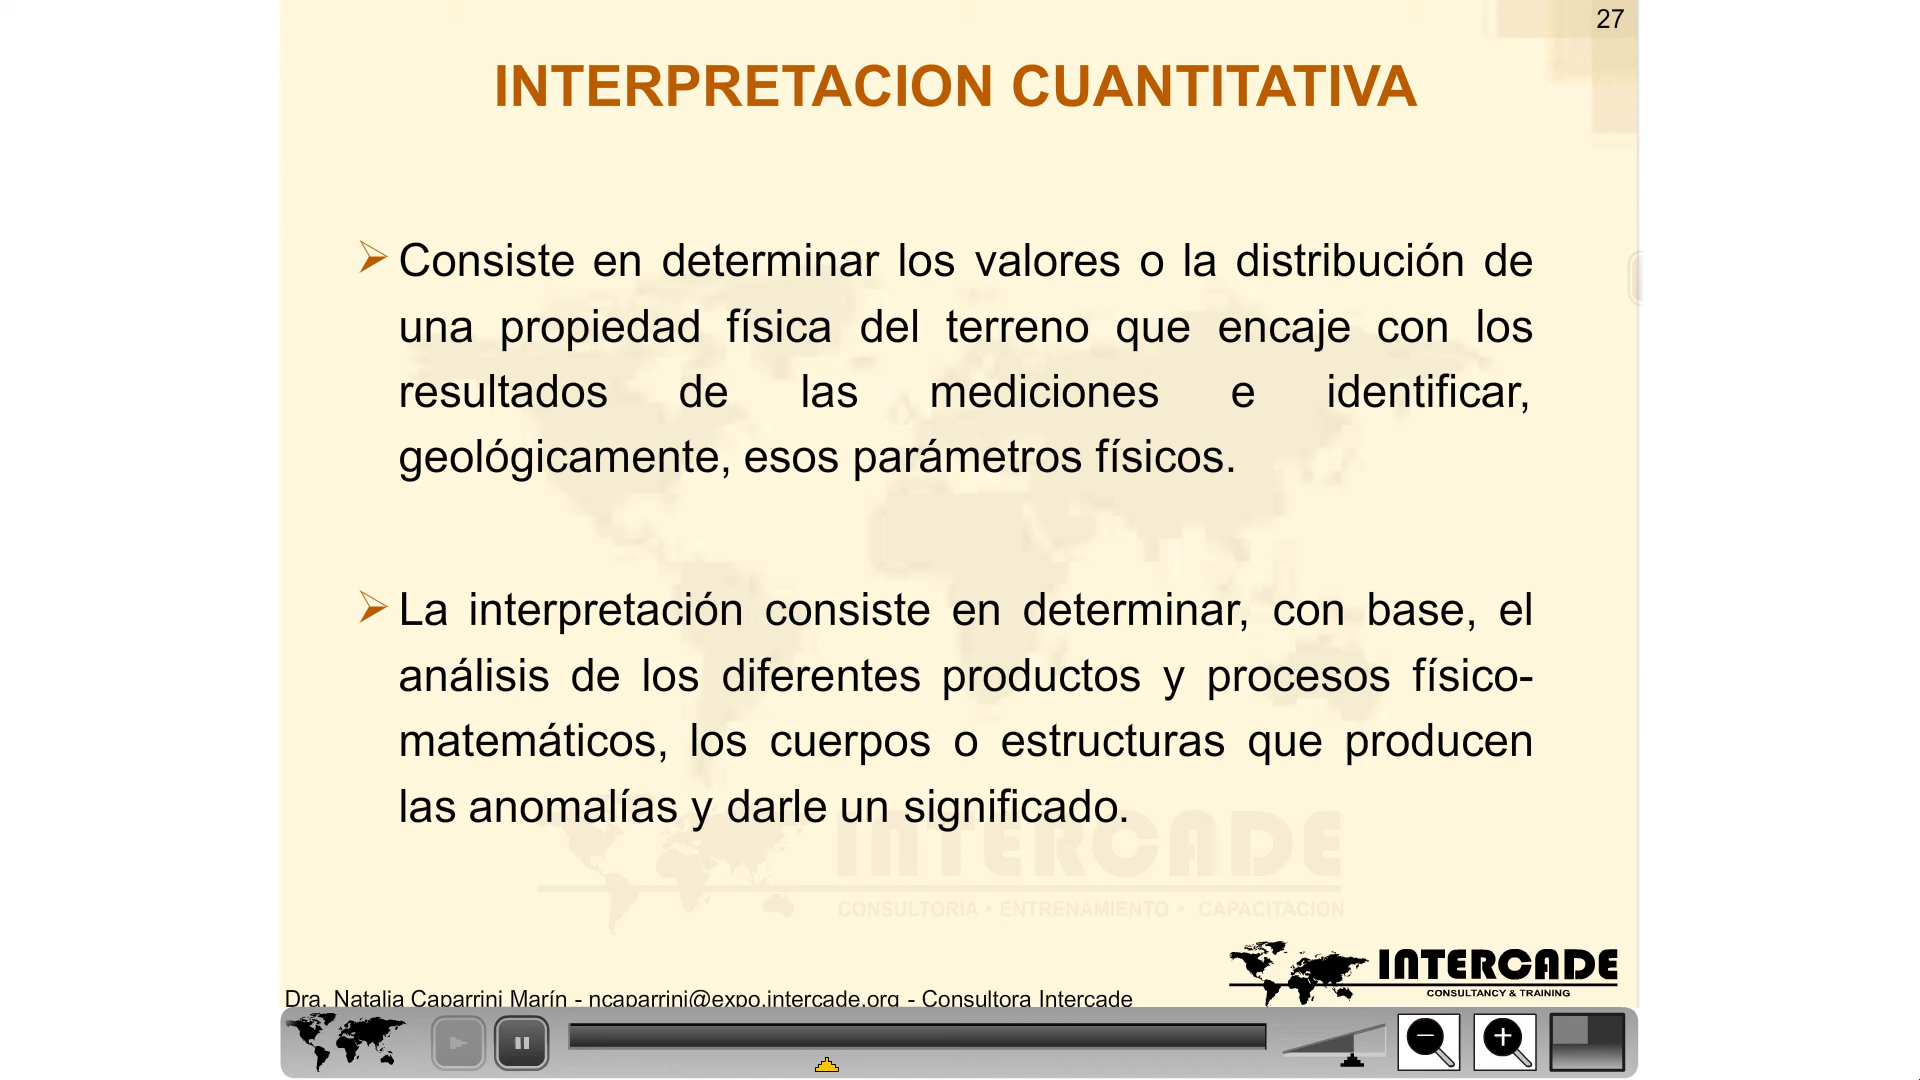 27
INTERPRETACION CUANTITATIVA
Consiste en determinar los valores o la distribución de
una propiedad física del terreno que encaje con los
resultados de las mediciones e identificar,
geológicamente, esos parámetros físicos.
La interpretación consiste en determinar, con base, el
análisis de los diferentes productos y procesos físico-
matemáticos, los cuerpos o estructuras que producen
las anomalías y darle un significado.
INTERCADE
CONSULTORIA • ENTRENAMIENTO • CAPACITACION
INTERCADE
CONSULTANCY & TRAINING
Dra. Natalia Caparrini Marín - ncaparrini@expo.intercade.org - Consultora Intercade